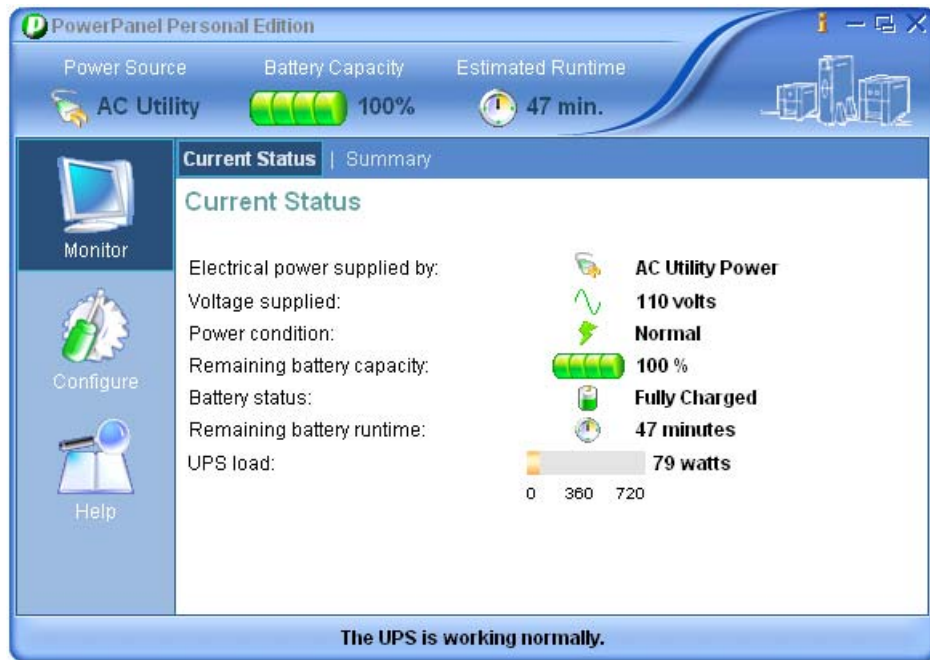 PowerPanel Personal Edition
Power Source Battery Capacity Estimated Runtime
AC Utility 100% 47 min.
Current Status | Summary
Current Status
Monitor
Electrical power supplied by: AC Utility Power
Voltage supplied: 110 volts
Power condition: Normal
Remaining battery capacity: 100 %
Configure
Battery status: Fully Charged
Remaining battery runtime: 47 minutes
UPS load: 79 watts
0 360 720
Help
The UPS is working normally.